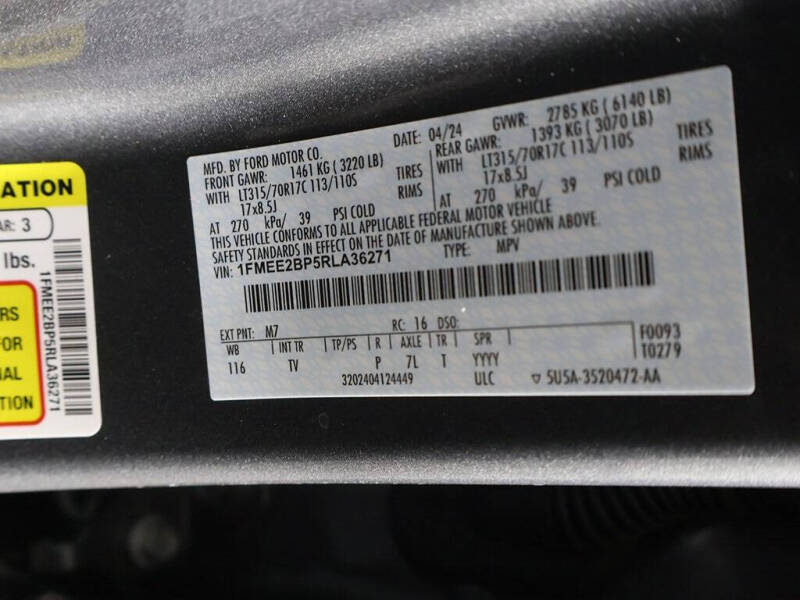 ATION
AR: 3
lbs.
RS
FOR
NAL
TION
1FMEE2BP5RLA36271
MFD. BY FORD MOTOR CO. DATE: 04/24 GVWR: 2785 KG ( 6140 LB)
FRONT GAWR: 1461 KG ( 3220 LB) REAR GAWR: 1393 KG ( 3070 LB)
WITH LT315/70R17C 113/110S TIRES WITH LT315/70R17C 113/110S TIRES
17x8.5J RIMS 17x8.5J RIMS
AT 270 kPa/ 39 PSI COLD AT 270 kPa/ 39 PSI COLD
THIS VEHICLE CONFORMS TO ALL APPLICABLE FEDERAL MOTOR VEHICLE
SAFETY STANDARDS IN EFFECT ON THE DATE OF MANUFACTURE SHOWN ABOVE.
VIN: 1FMEE2BP5RLA36271 TYPE: MPV
EXT PNT: M7 RC: 16 DSO: F0093
WB INT TR TP/PS R AXLE TR SPR T0279
116 TV P 7L T YYYY
3202404124449 ULC 5U5A-3520472-AA